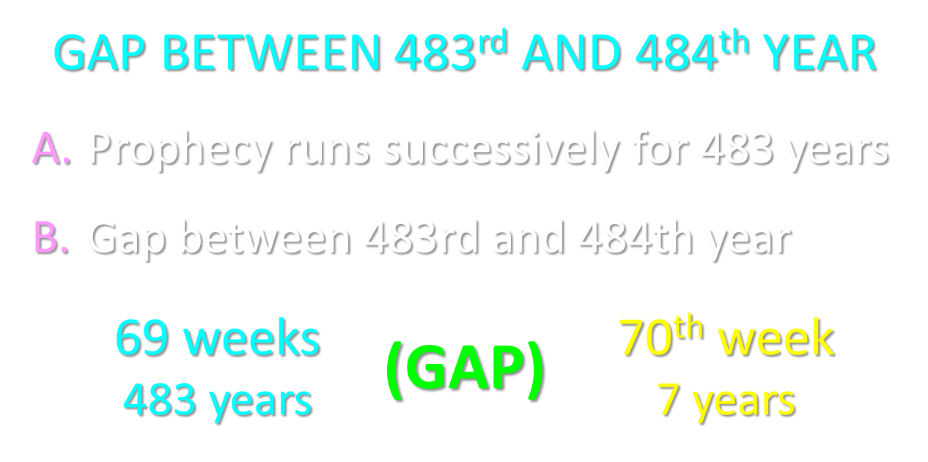 GAP BETWEEN 483rd AND 484th YEAR
A. Prophecy runs successively for 483 years
B. Gap between 483rd and 484th year
69 weeks
483 years
(GAP)
70th week
7 years